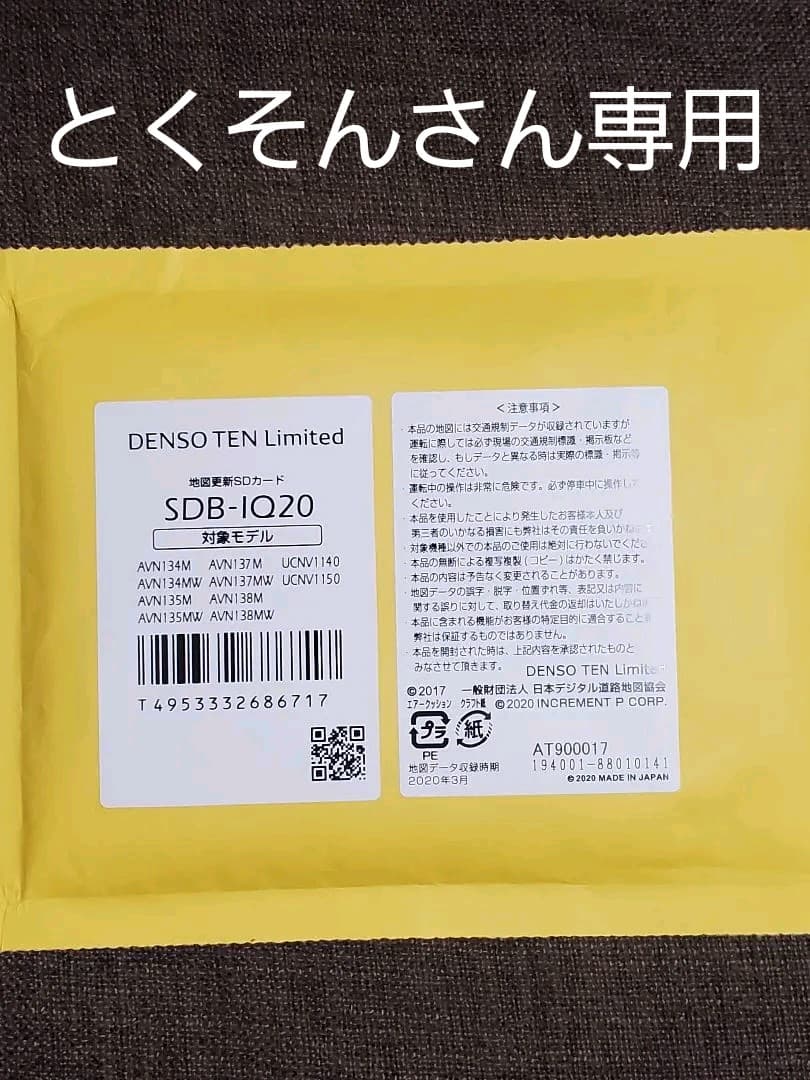 とくそんさん専用
DENSO TEN Limited
地図更新SDカード
SDB-IQ20
対象モデル
AVN134M AVN137M UCNV1140
AVN134MW AVN137MW UCNV1150
AVN135M AVN138M
AVN135MW AVN138MW
T4953332686717
<注意事項>
・本品の地図には交通規制データが収録されていますが
運転に際しては必ず現場の交通規制標識・掲示板など
を確認し、もしデータと異なる時は実際の標識・掲示等
に従ってください。
・運転中の操作は非常に危険です。必ず停車中に操作して
ください。
・本品を使用したことにより発生したお客様本人及び
第三者のいかなる損害にも弊社はその責任を負いかね
・対象機種以外での本品のご使用は絶対に行わないでくだ
・本品の無断による複写複製(コピー)はかたく禁じます。
・本品の内容は予告なく変更されることがあります。
・地図データの誤字・脱字・位置ずれ等、表記又は内容に
関する誤りに対して、取り替え代金の返却はいたしかね
・本品に含まれる機能がお客様の特定目的に適合すること
弊社は保証するものではありません。
・本品を開封された時は、上記内容を承認されたものと
みなさせて頂きます。 DENSO TEN Limite
©2017 一般財団法人 日本デジタル道路地図協会
エアークッション クラフト紙 ©2020 INCREMENT P CORP.
プラ 紙
PE
地図データ収録時期
2020年3月
AT900017
194001-88010141
©2020 MADE IN JAPAN